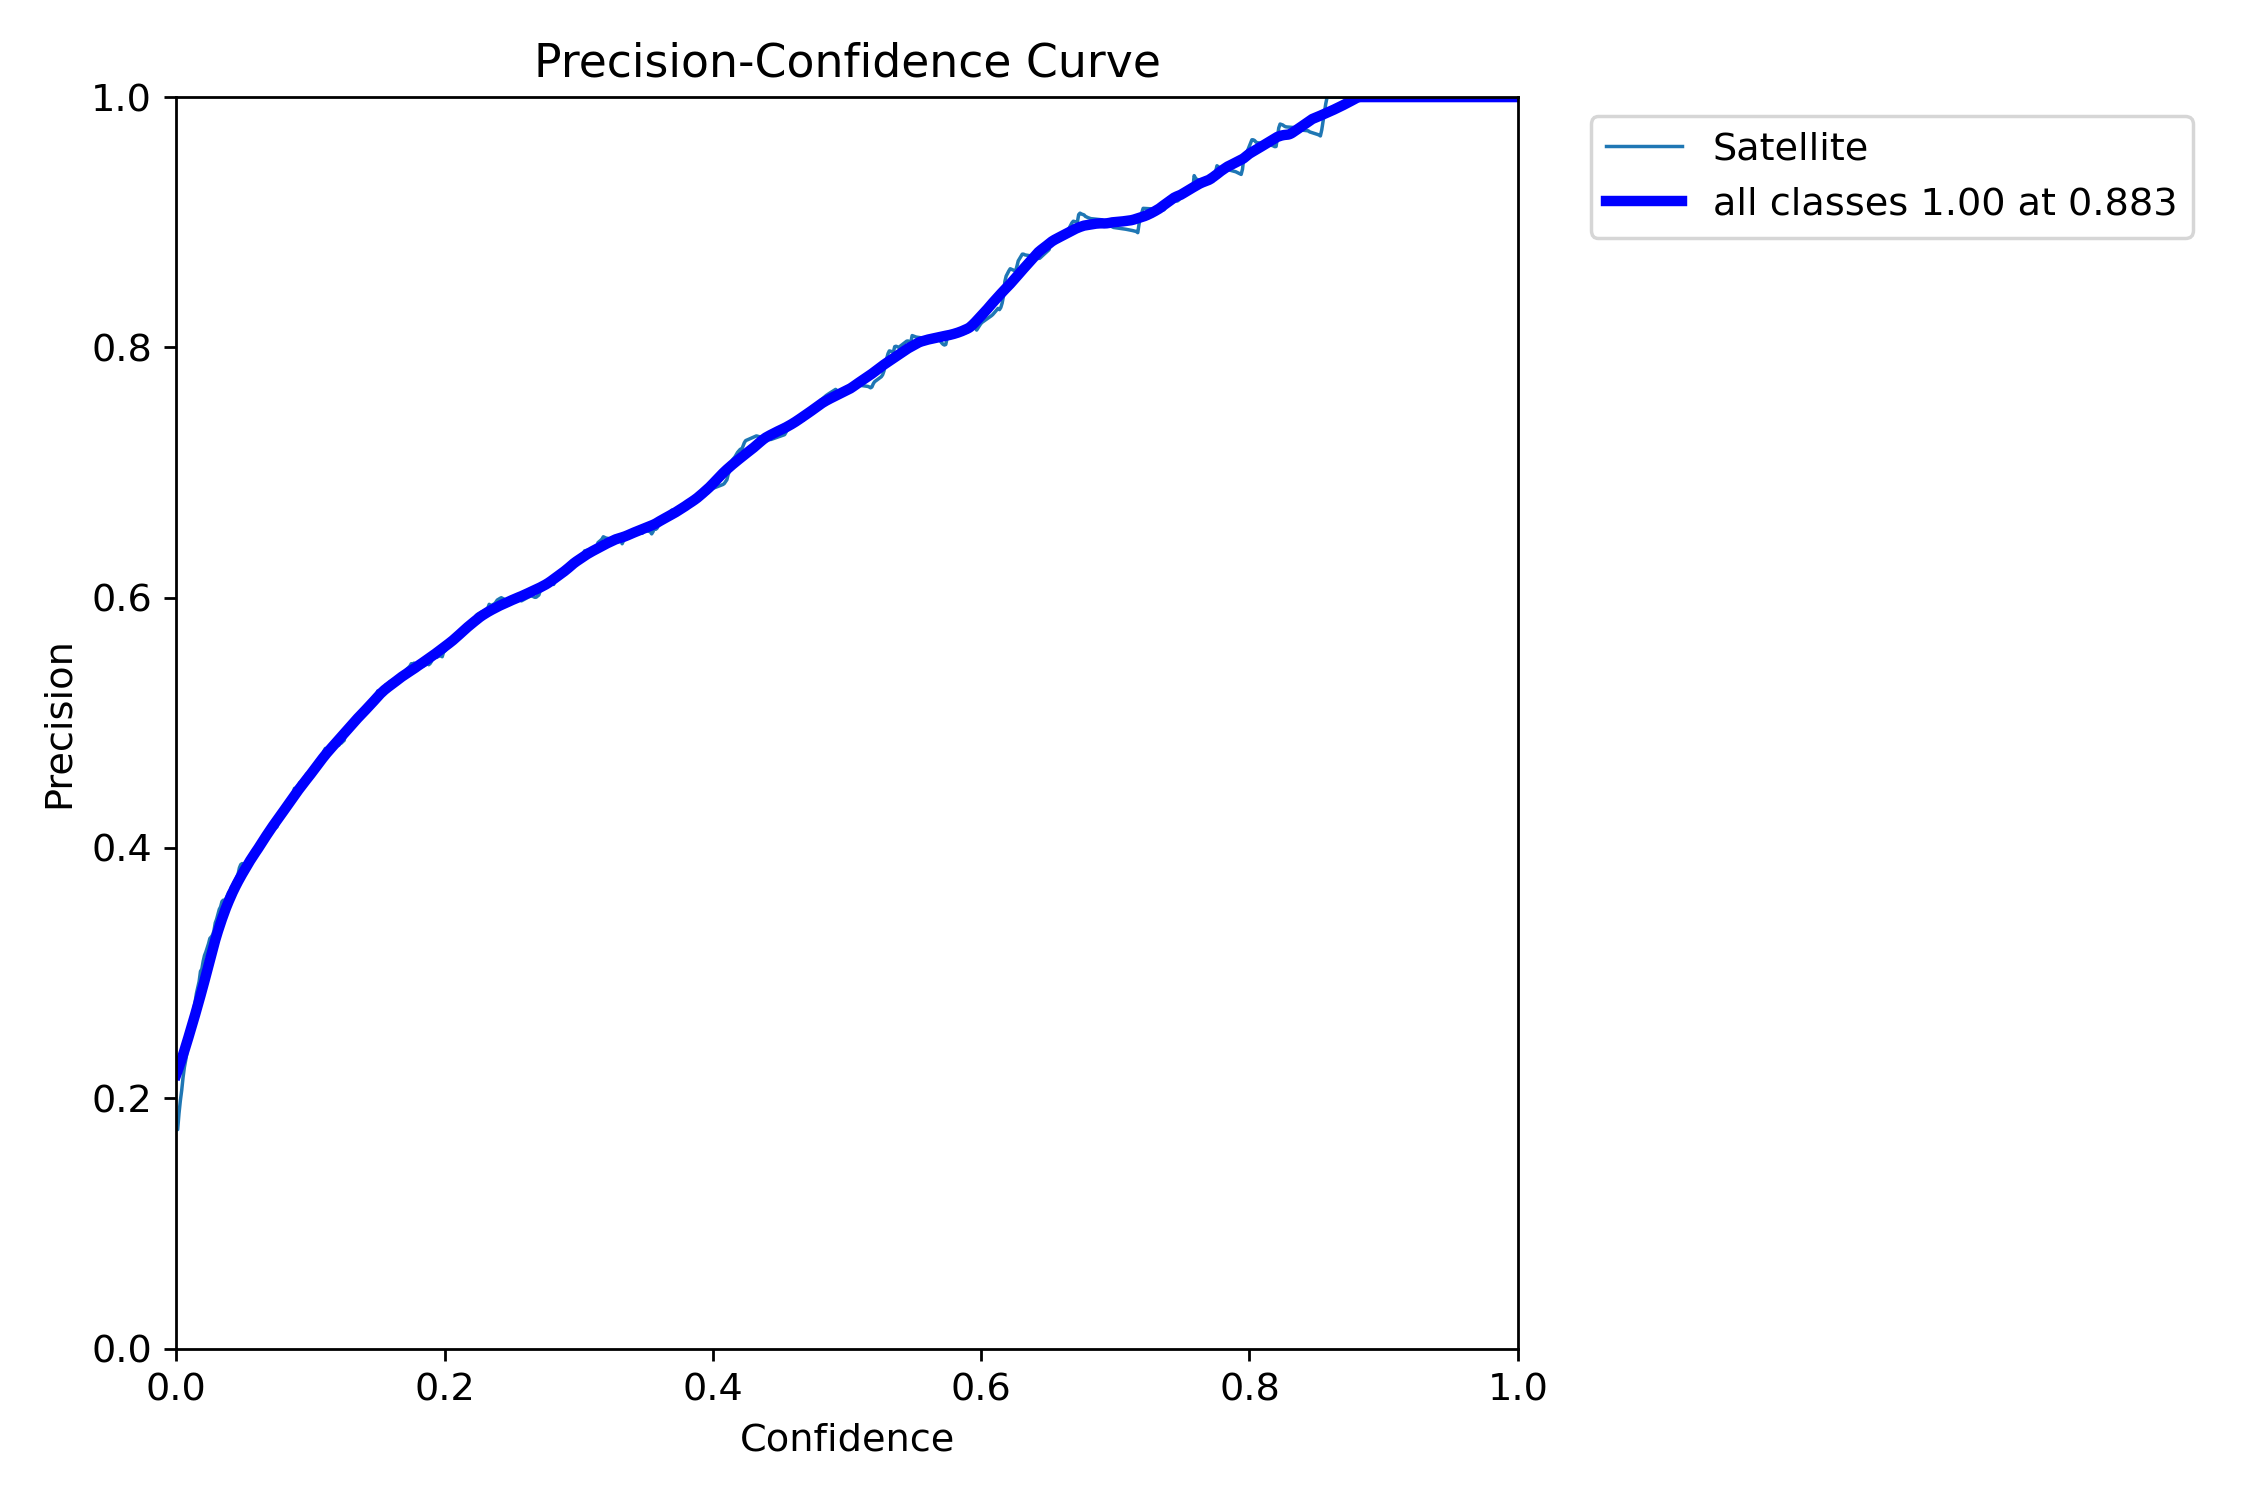 Precision-Confidence Curve
1.0
0.8
0.6
0.4
0.2
0.0
Precision
0.0 0.2 0.4 0.6 0.8 1.0
Confidence
Satellite
all classes 1.00 at 0.883